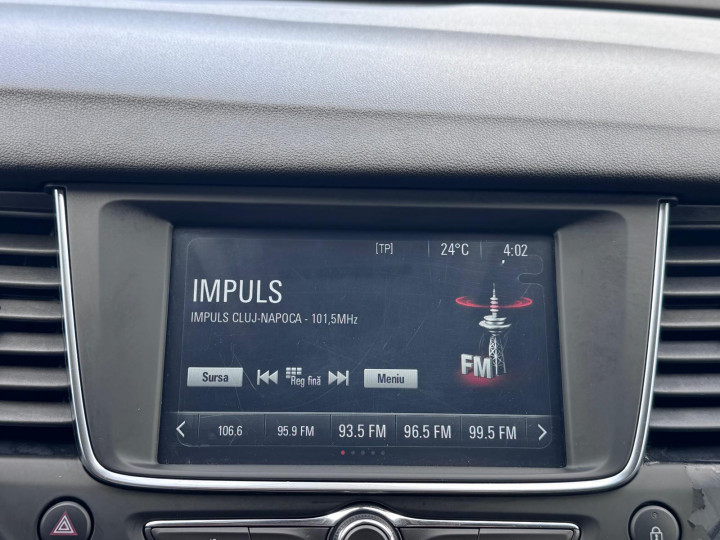 [TP] 24°C 4:02
IMPULS
IMPULS CLUJ-NAPOCA - 101,5MHz
FM
Sursa Reg fină Meniu
106.6 95.9 FM 93.5 FM 96.5 FM 99.5 FM